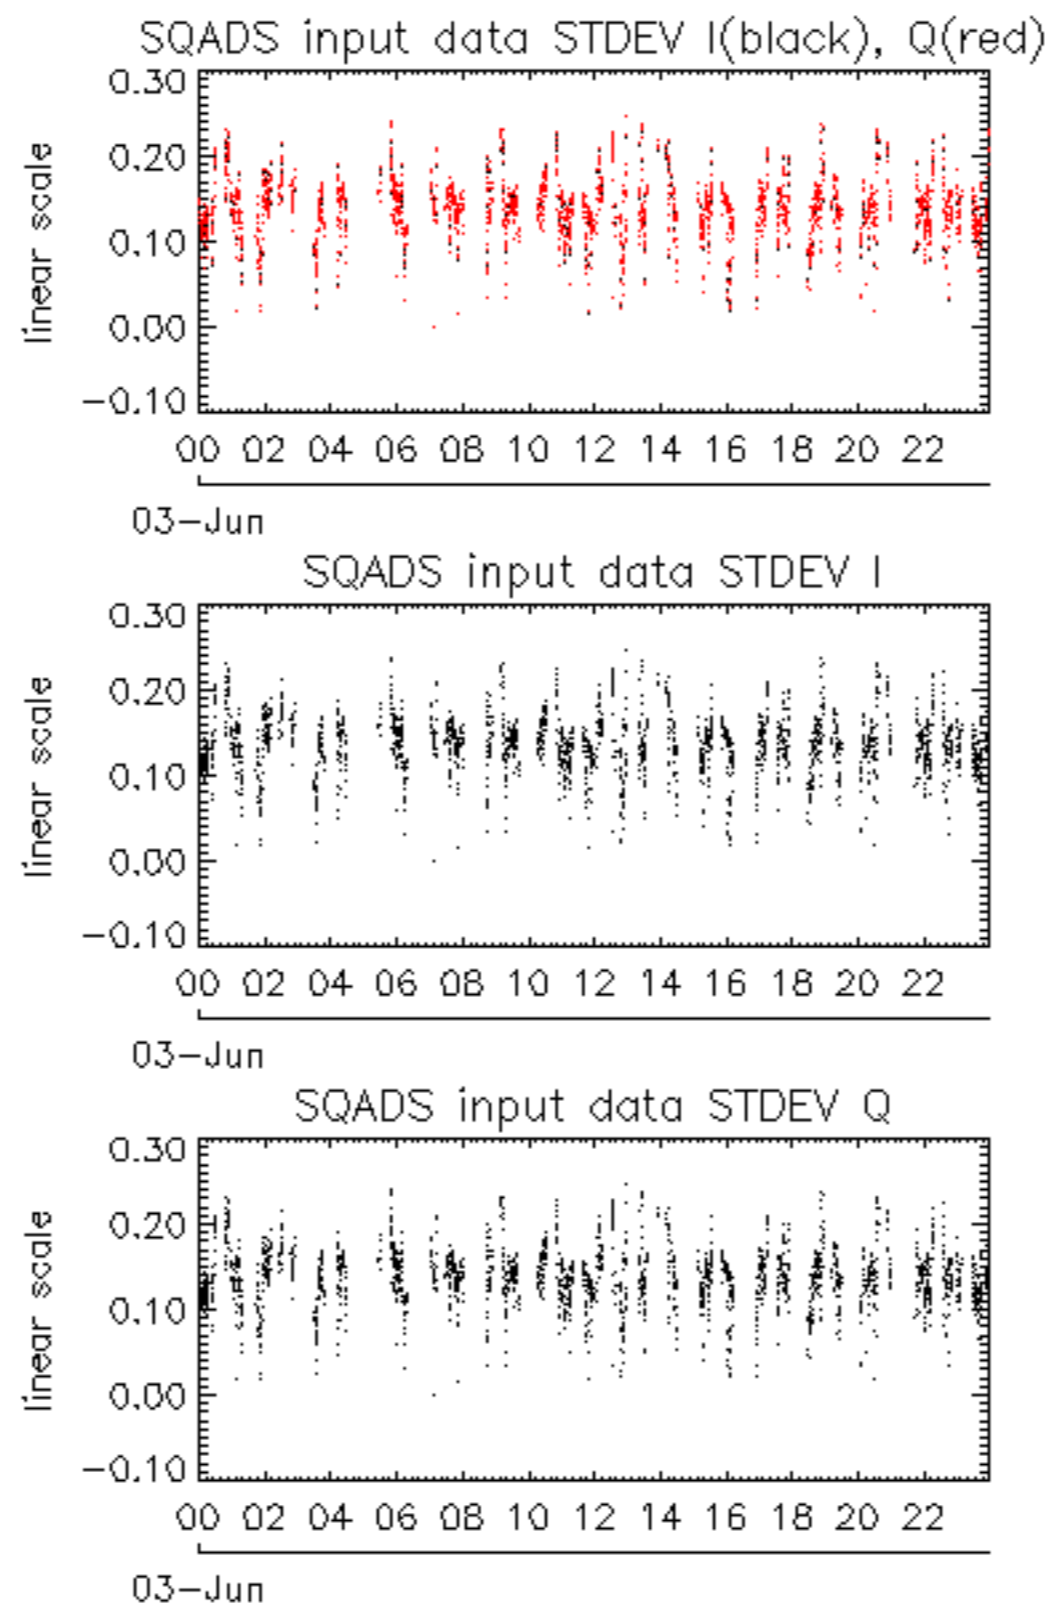 SQADS input data STDEV I(black), Q(red)
0.30
0.20
0.10
0.00
-0.10
linear scale
00 02 04 06 08 10 12 14 16 18 20 22
03-Jun
SQADS input data STDEV I
0.30
0.20
0.10
0.00
-0.10
linear scale
00 02 04 06 08 10 12 14 16 18 20 22
03-Jun
SQADS input data STDEV Q
0.30
0.20
0.10
0.00
-0.10
linear scale
00 02 04 06 08 10 12 14 16 18 20 22
03-Jun